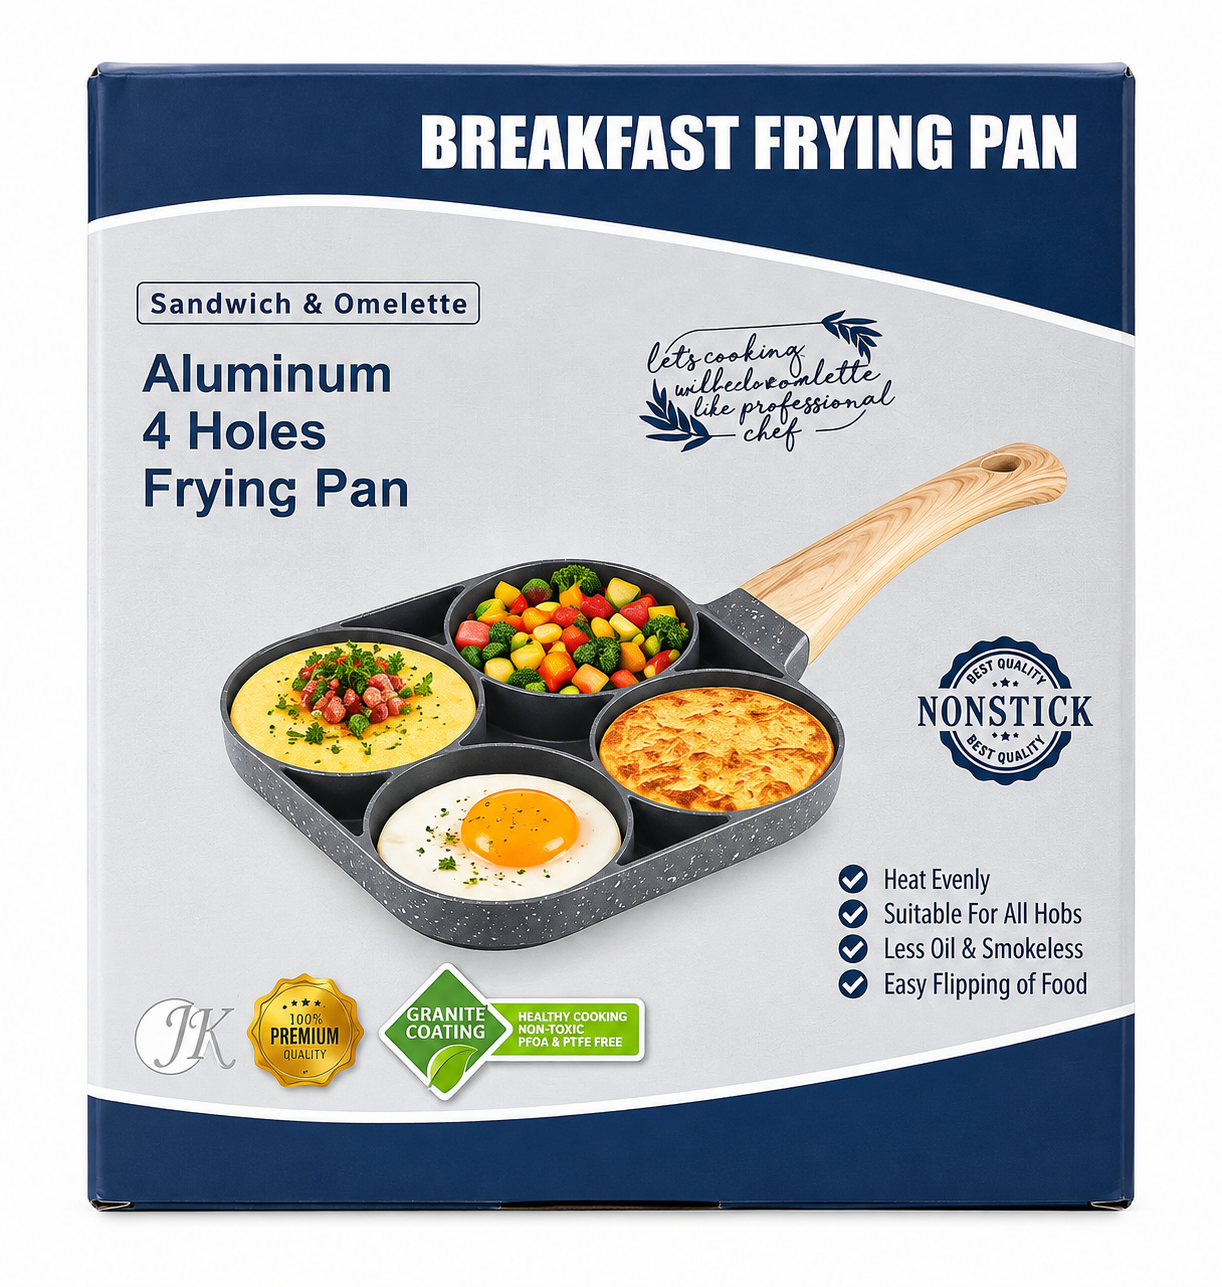 BREAKFAST FRYING PAN
Sandwich & Omelette
Aluminum
4 Holes
Frying Pan
let's cooking
like professional
chef
BEST QUALITY
NONSTICK
BEST QUALITY
Heat Evenly
Suitable For All Hobs
Less Oil & Smokeless
Easy Flipping of Food
JK
100%
PREMIUM
QUALITY
GRANITE
COATING
HEALTHY COOKING
NON-TOXIC
PFOA & PTFE FREE